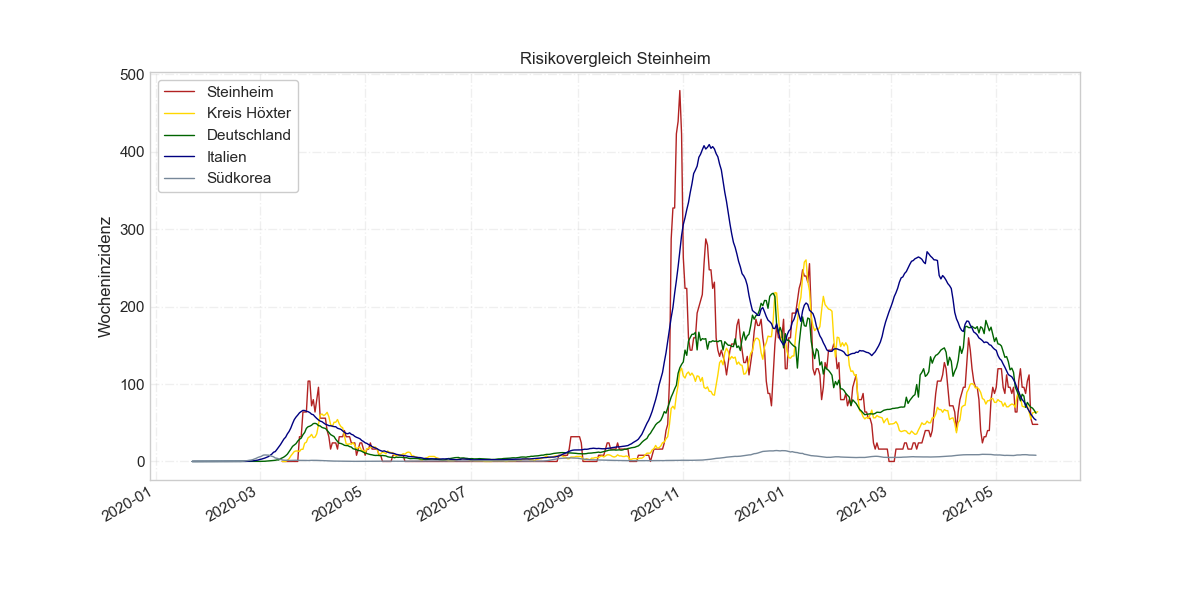 Risikovergleich Steinheim
Wocheninzidenz
500
400
300
200
100
0
Steinheim
Kreis Höxter
Deutschland
Italien
Südkorea
2020-01
2020-03
2020-05
2020-07
2020-09
2020-11
2021-01
2021-03
2021-05